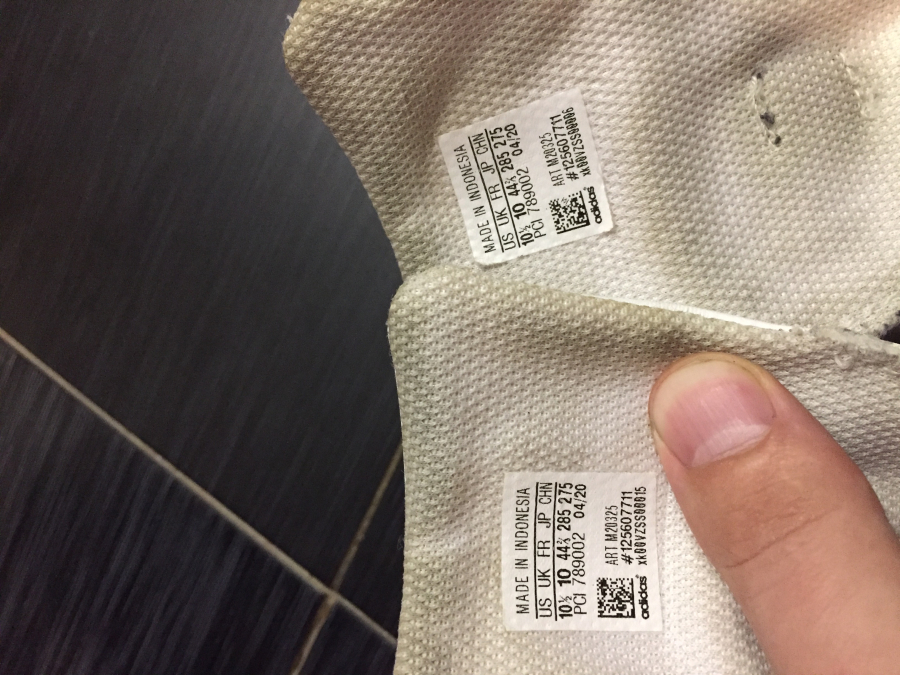 MADE IN INDONESIA
US UK FR JP CHN
10½ 10 44⅔ 285 275
PCI 789002 04/20
ART M20325
#125607711
xk00VZSS00006
adidas
MADE IN INDONESIA
US UK FR JP CHN
10½ 10 44⅔ 285 275
PCI 789002 04/20
ART M20325
#125607711
xk00VZSS00015
adidas